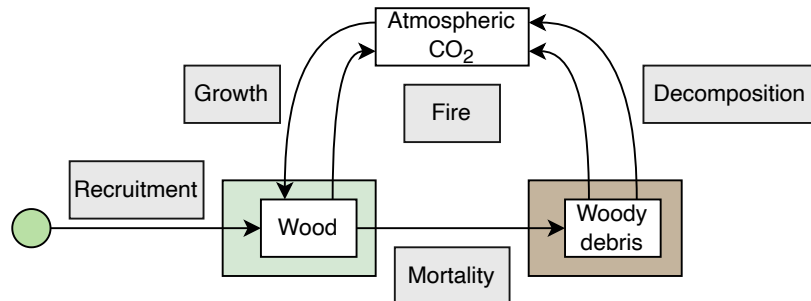 Atmospheric
CO₂
Growth
Fire
Decomposition
Recruitment
Wood
Woody
debris
Mortality